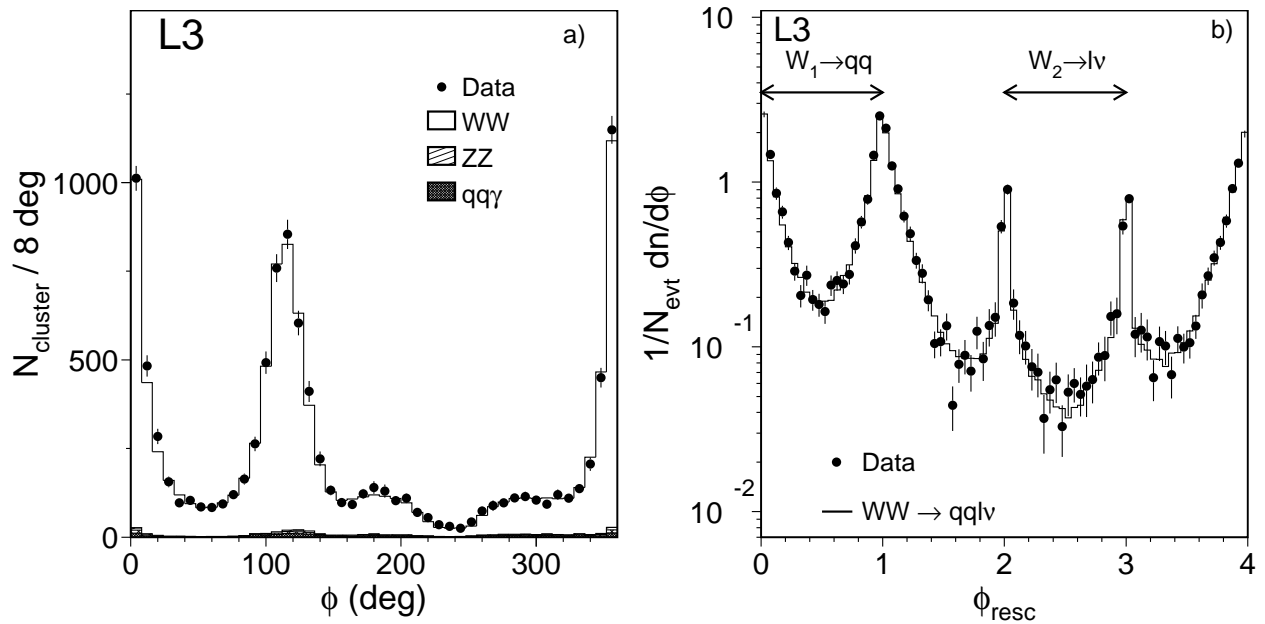 L3
a)
Data
WW
ZZ
qqγ
N_cluster / 8 deg
1000
500
0
0 100 200 300
ϕ (deg)
L3
b)
W_1→qq
W_2→lν
1/N_evt dn/dϕ
10
1
10^-1
10^-2
Data
WW → qqlν
0 1 2 3 4
ϕ_resc